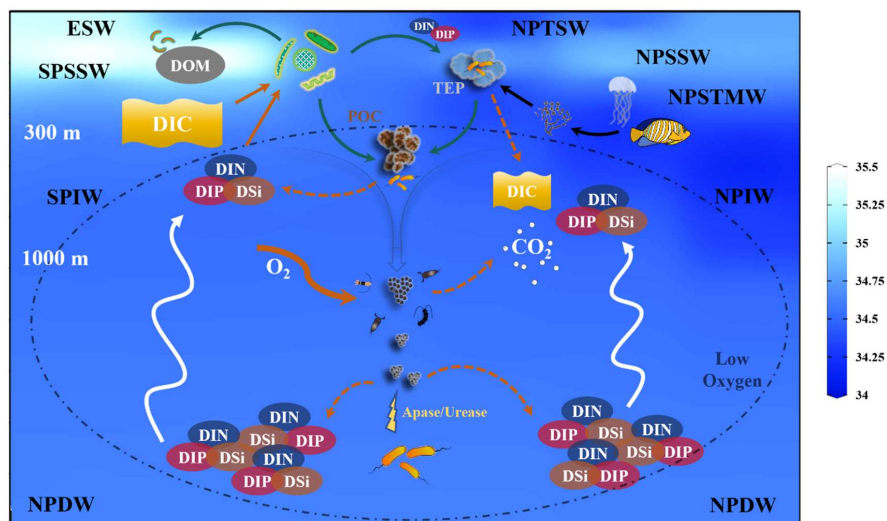 ESW
NPTSW
DIN
DIP
SPSSW
DOM
TEP
NPSSW
NPSTMW
DIC
POC
300 m
DIN
DIP
DSi
SPIW
DIC
NPIW
DIN
DIP
DSi
1000 m
O2
CO2
Low
Oxygen
Apase/Urease
DIN
DIN
DIP
DSi
DIP
DIN
DIP
DSi
DIN
DIP
DSi
DIN
DIN
DSi
DIP
DSi
DIP
NPDW
NPDW
35.5
35.25
35
34.75
34.5
34.25
34